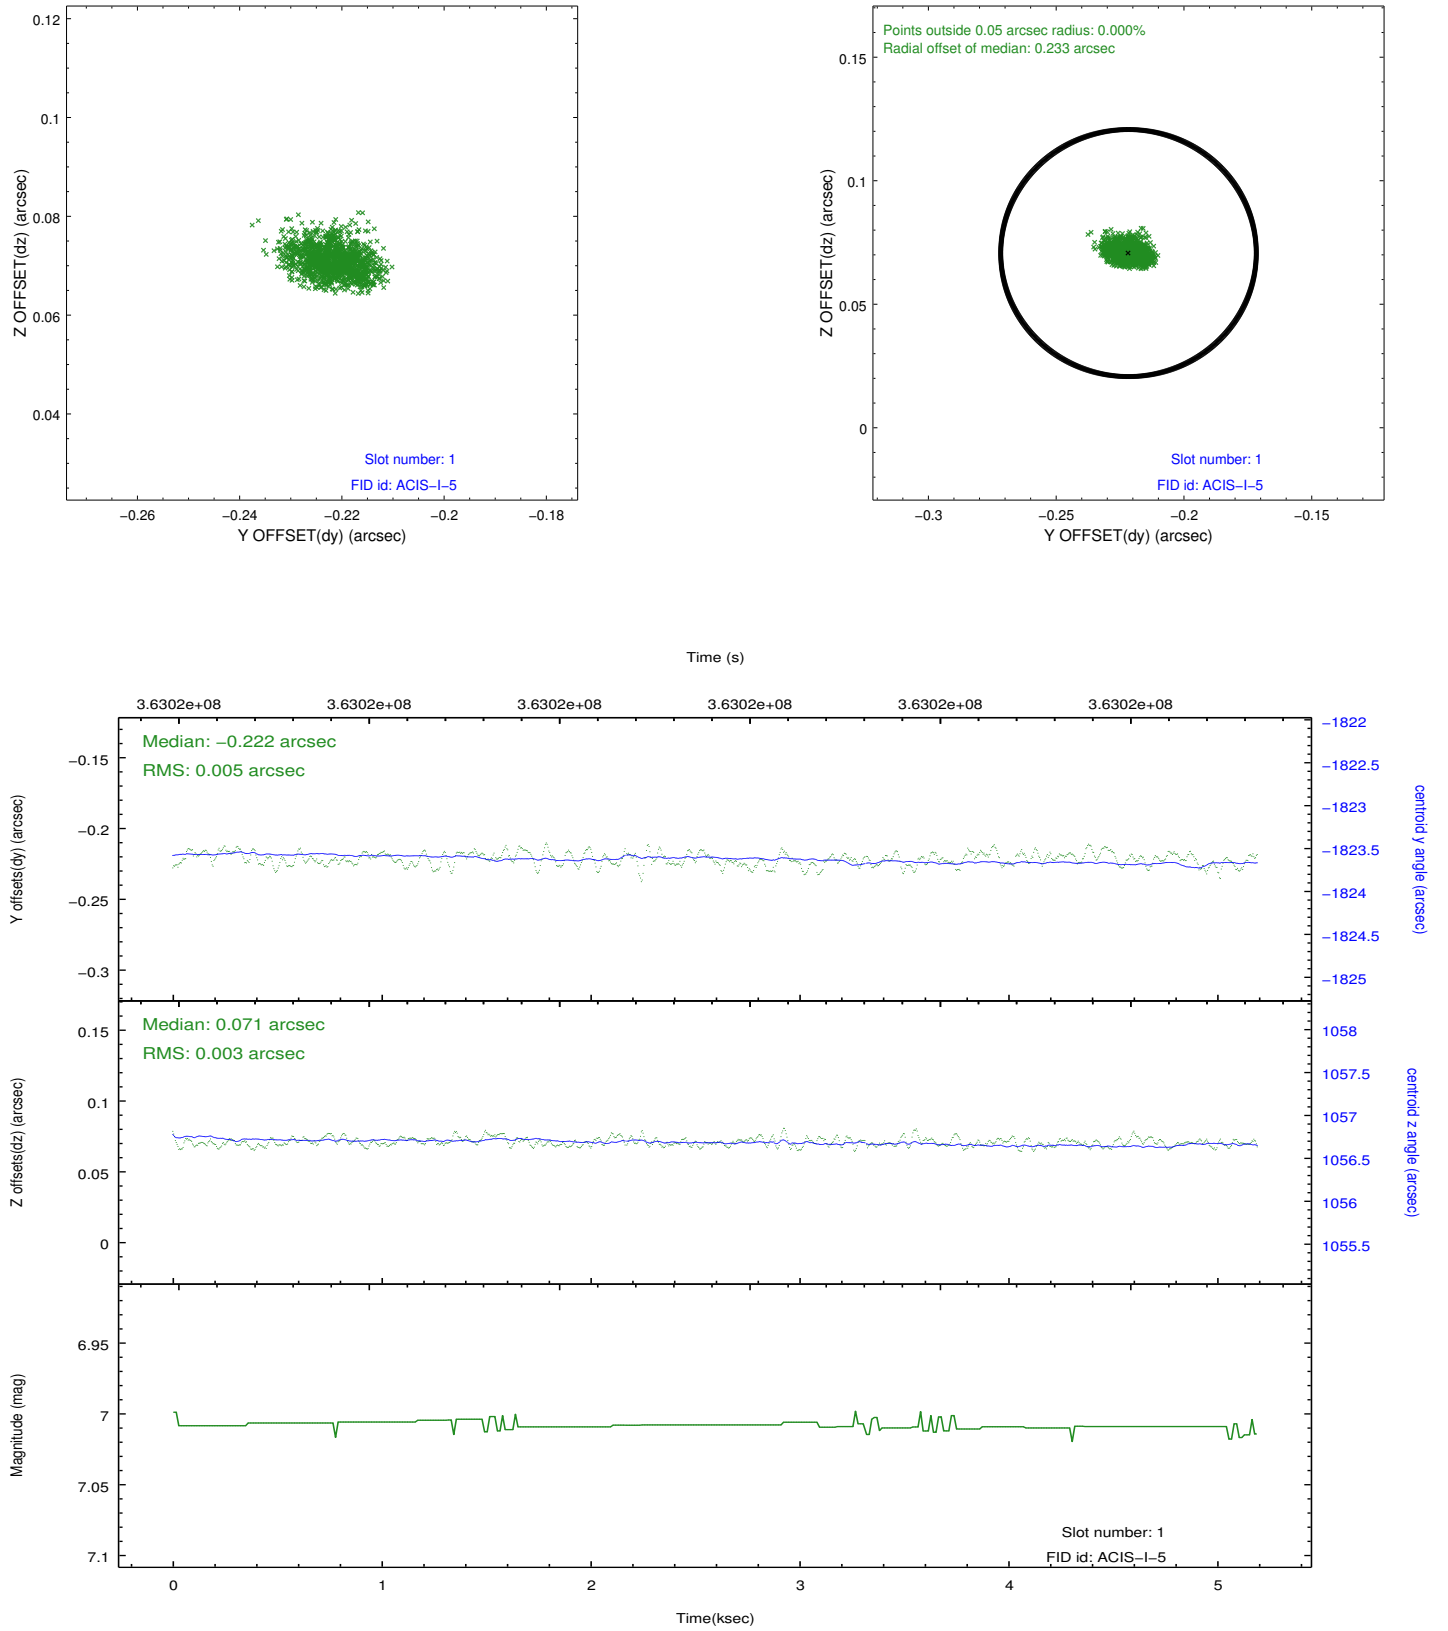 0.12
0.1
0.08
0.06
0.04
Z OFFSET(dz) (arcsec)
Slot number: 1
FID id: ACIS−I−5
−0.26 −0.24 −0.22 −0.2 −0.18
Y OFFSET(dy) (arcsec)
Points outside 0.05 arcsec radius: 0.000%
Radial offset of median: 0.233 arcsec
0.15
0.1
0.05
0
Z OFFSET(dz) (arcsec)
Slot number: 1
FID id: ACIS−I−5
−0.3 −0.25 −0.2 −0.15
Y OFFSET(dy) (arcsec)
Time (s)
3.6302e+08 3.6302e+08 3.6302e+08 3.6302e+08 3.6302e+08 3.6302e+08
Median: −0.222 arcsec
RMS: 0.005 arcsec
−0.15
−0.2
−0.25
−0.3
Y offsets(dy) (arcsec)
−1822
−1822.5
−1823
−1823.5
−1824
−1824.5
−1825
centroid y angle (arcsec)
Median: 0.071 arcsec
RMS: 0.003 arcsec
0.15
0.1
0.05
0
Z offsets(dz) (arcsec)
1058
1057.5
1057
1056.5
1056
1055.5
centroid z angle (arcsec)
6.95
7
7.05
7.1
Magnitude (mag)
Slot number: 1
FID id: ACIS−I−5
0 1 2 3 4 5
Time(ksec)